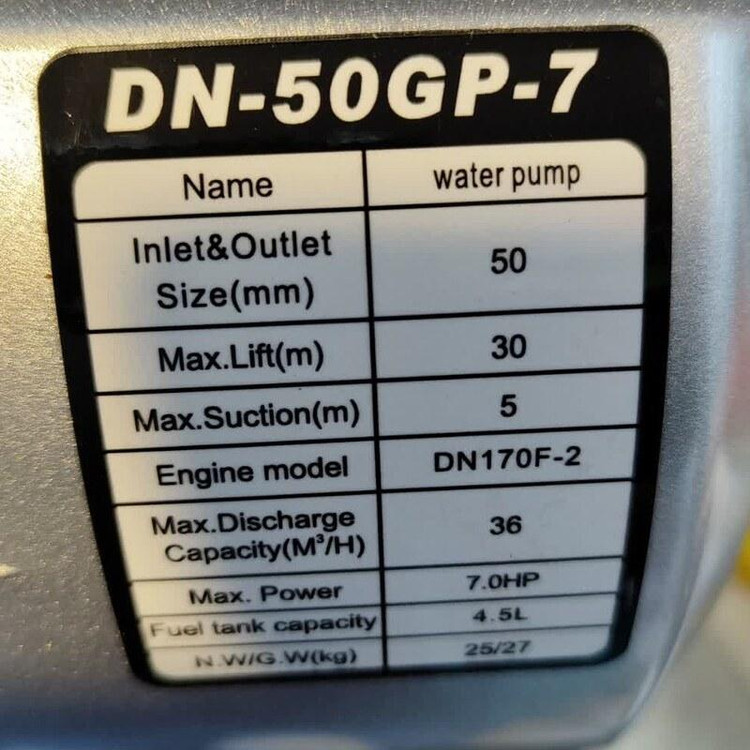 DN-50GP-7
Name water pump
Inlet&Outlet
Size(mm) 50
Max.Lift(m) 30
Max.Suction(m) 5
Engine model DN170F-2
Max.Discharge
Capacity(M³/H) 36
Max. Power 7.0HP
Fuel tank capacity 4.5L
N.W/G.W(kg) 25/27